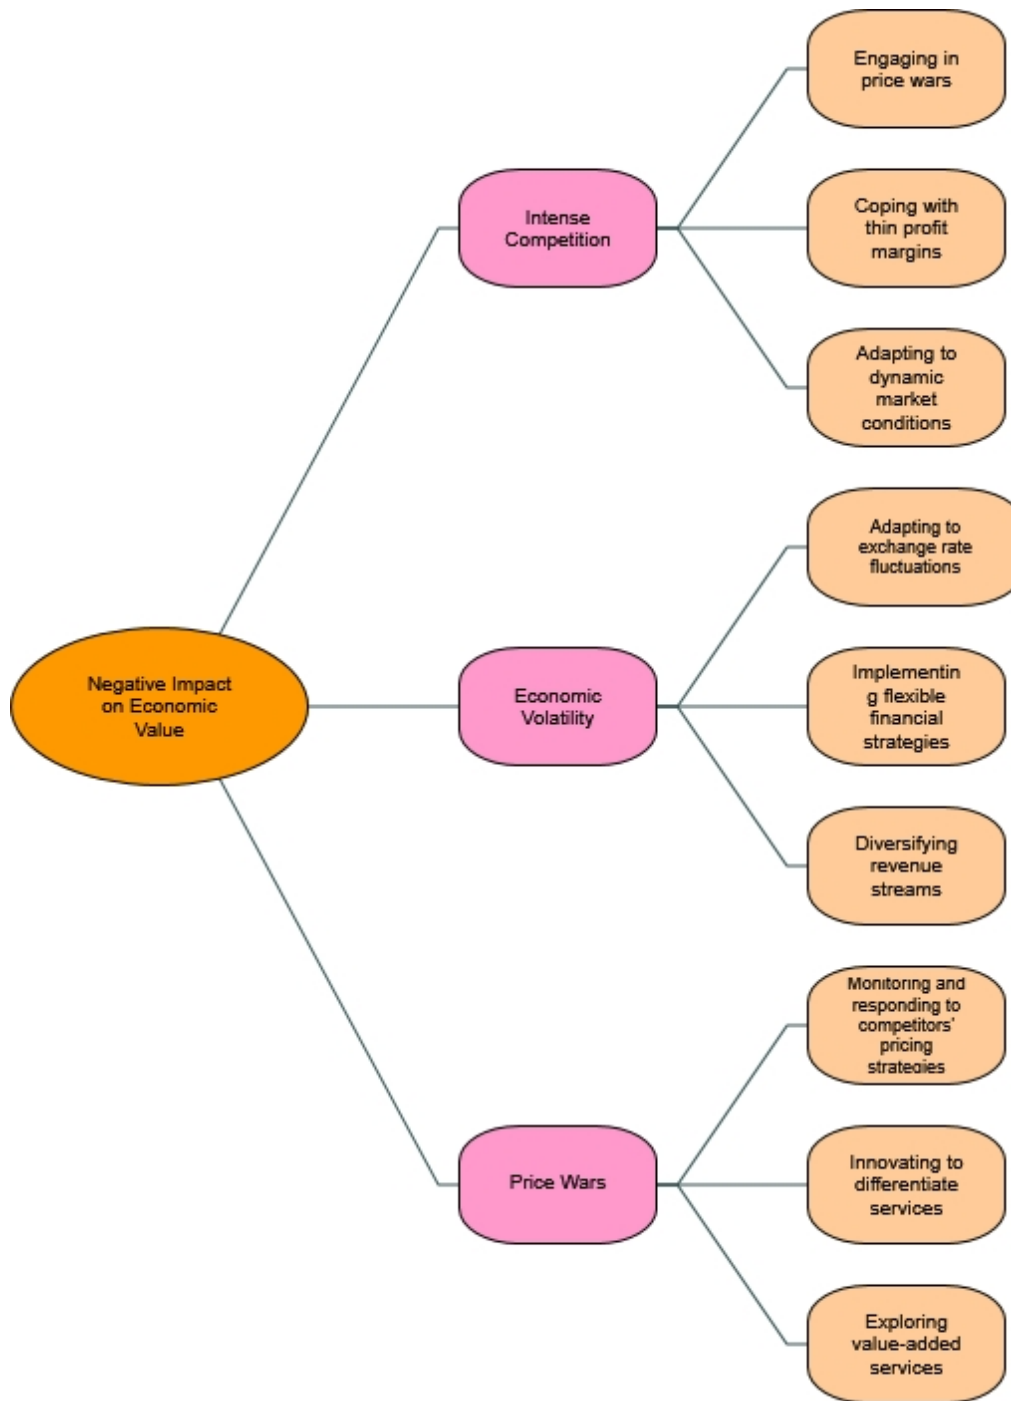 Engaging in
price wars
Intense
Competition
Coping with
thin profit
margins
Adapting to
dynamic
market
conditions
Adapting to
exchange rate
fluctuations
Negative Impact
on Economic
Value
Economic
Volatility
Implementin
g flexible
financial
strategies
Diversifying
revenue
streams
Monitoring and
responding to
competitors'
pricing
strategies
Price Wars
Innovating to
differentiate
services
Exploring
value-added
services